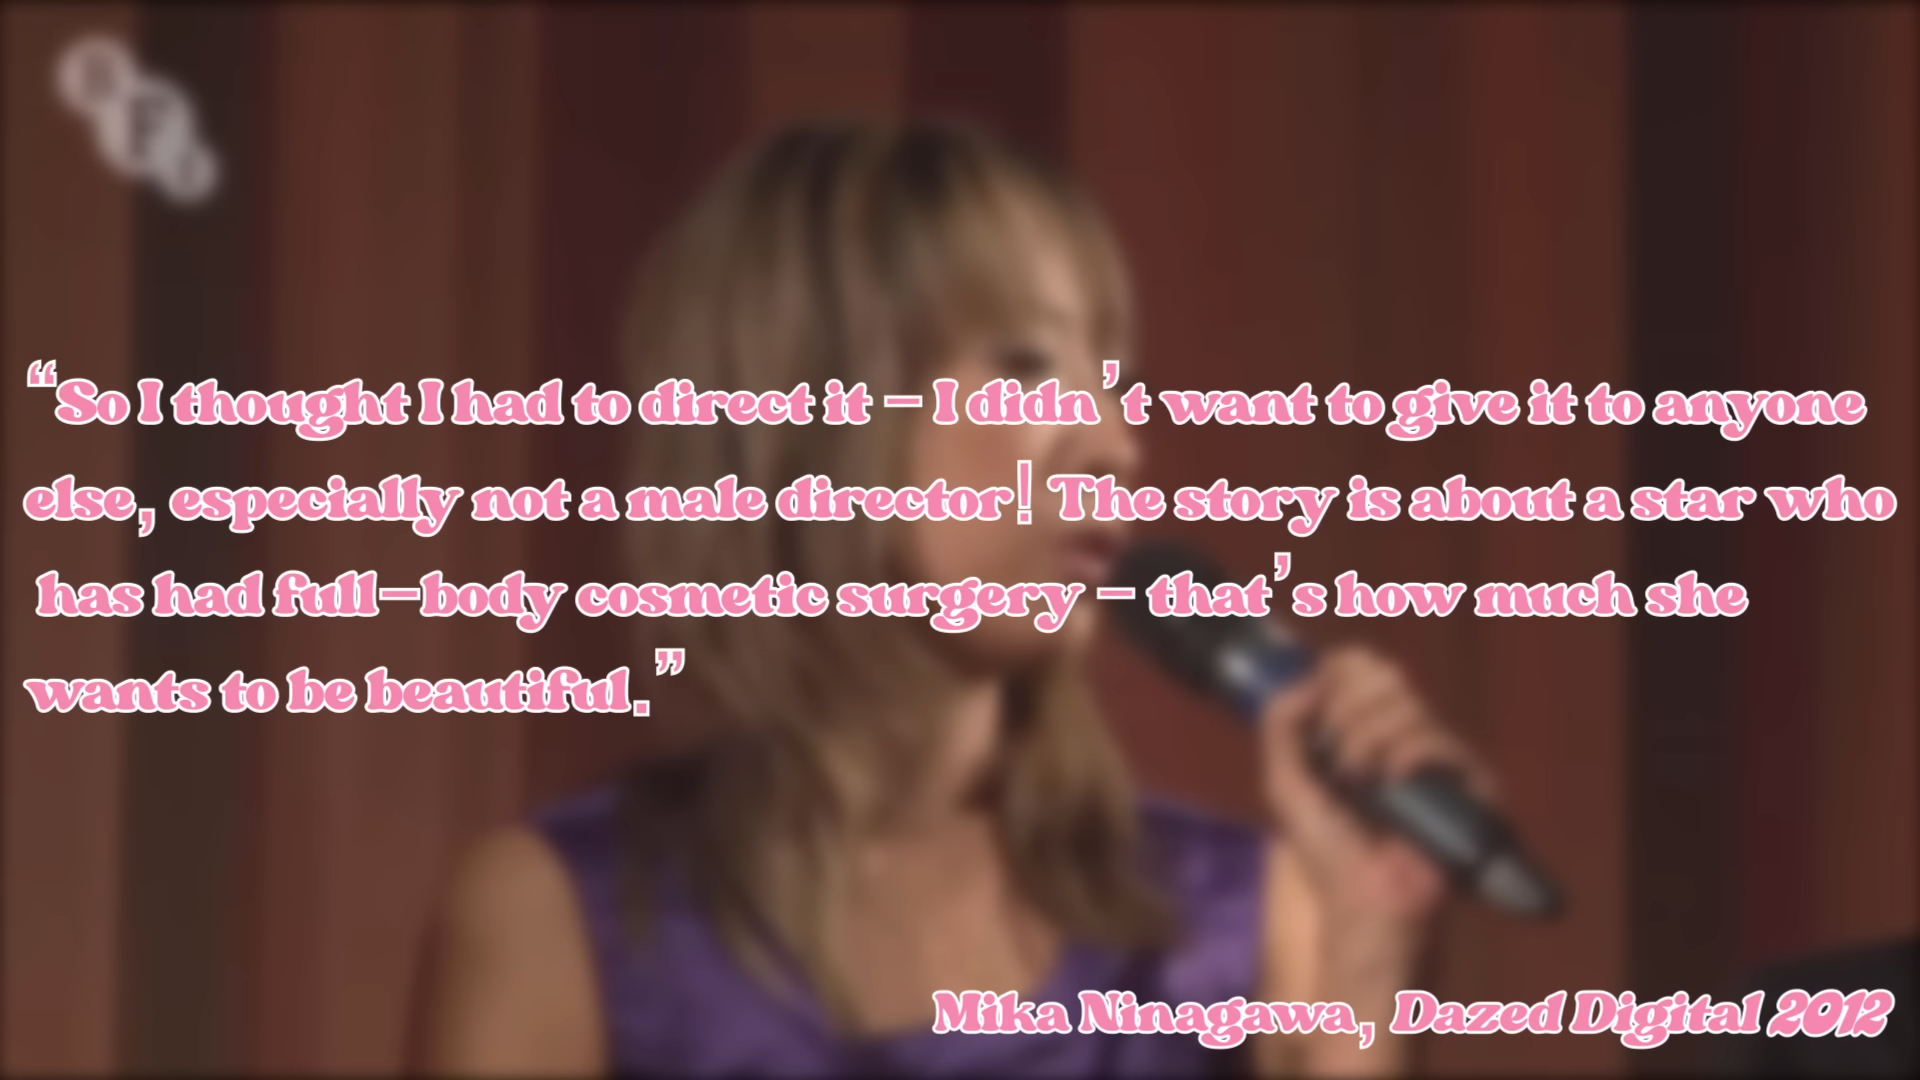 “So I thought I had to direct it – I didn’t want to give it to anyone
else, especially not a male director! The story is about a star who
has had full-body cosmetic surgery – that’s how much she
wants to be beautiful.”
Mika Ninagawa, Dazed Digital 2012